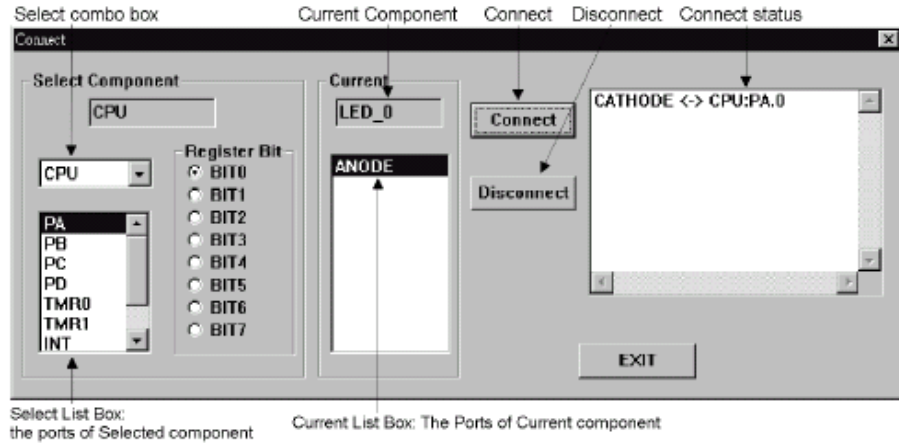 Select combo box
Current Component
Connect
Disconnect
Connect status
Connect
Select Component
CPU
CPU
PA
PB
PC
PD
TMR0
TMR1
INT
Register Bit
BIT0
BIT1
BIT2
BIT3
BIT4
BIT5
BIT6
BIT7
Current
LED_0
ANODE
Connect
Disconnect
CATHODE <-> CPU:PA.0
EXIT
Select List Box:
the ports of Selected component
Current List Box: The Ports of Current component